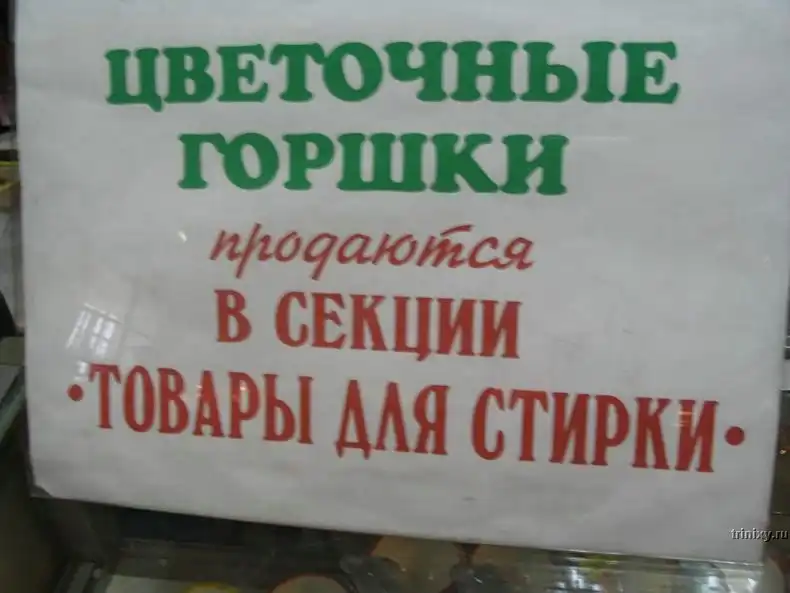 ЦВЕТОЧНЫЕ
ГОРШКИ
продаются
В СЕКЦИИ
•ТОВАРЫ ДЛЯ СТИРКИ•
trinixy.ru